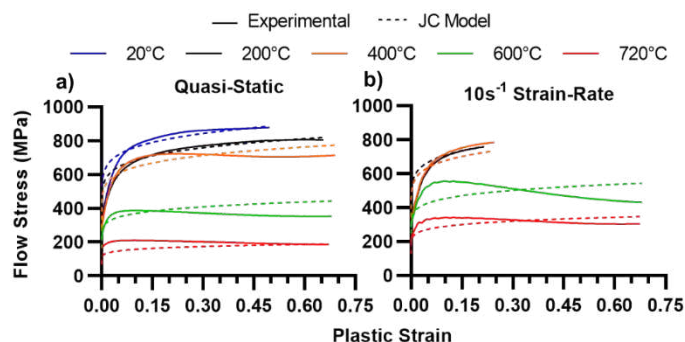 Experimental JC Model
20°C 200°C 400°C 600°C 720°C
a) Quasi-Static b) 10s⁻¹ Strain-Rate
Flow Stress (MPa)
1000 1000
800 800
600 600
400 400
200 200
0 0
0.00 0.15 0.30 0.45 0.60 0.75 0.00 0.15 0.30 0.45 0.60 0.75
Plastic Strain